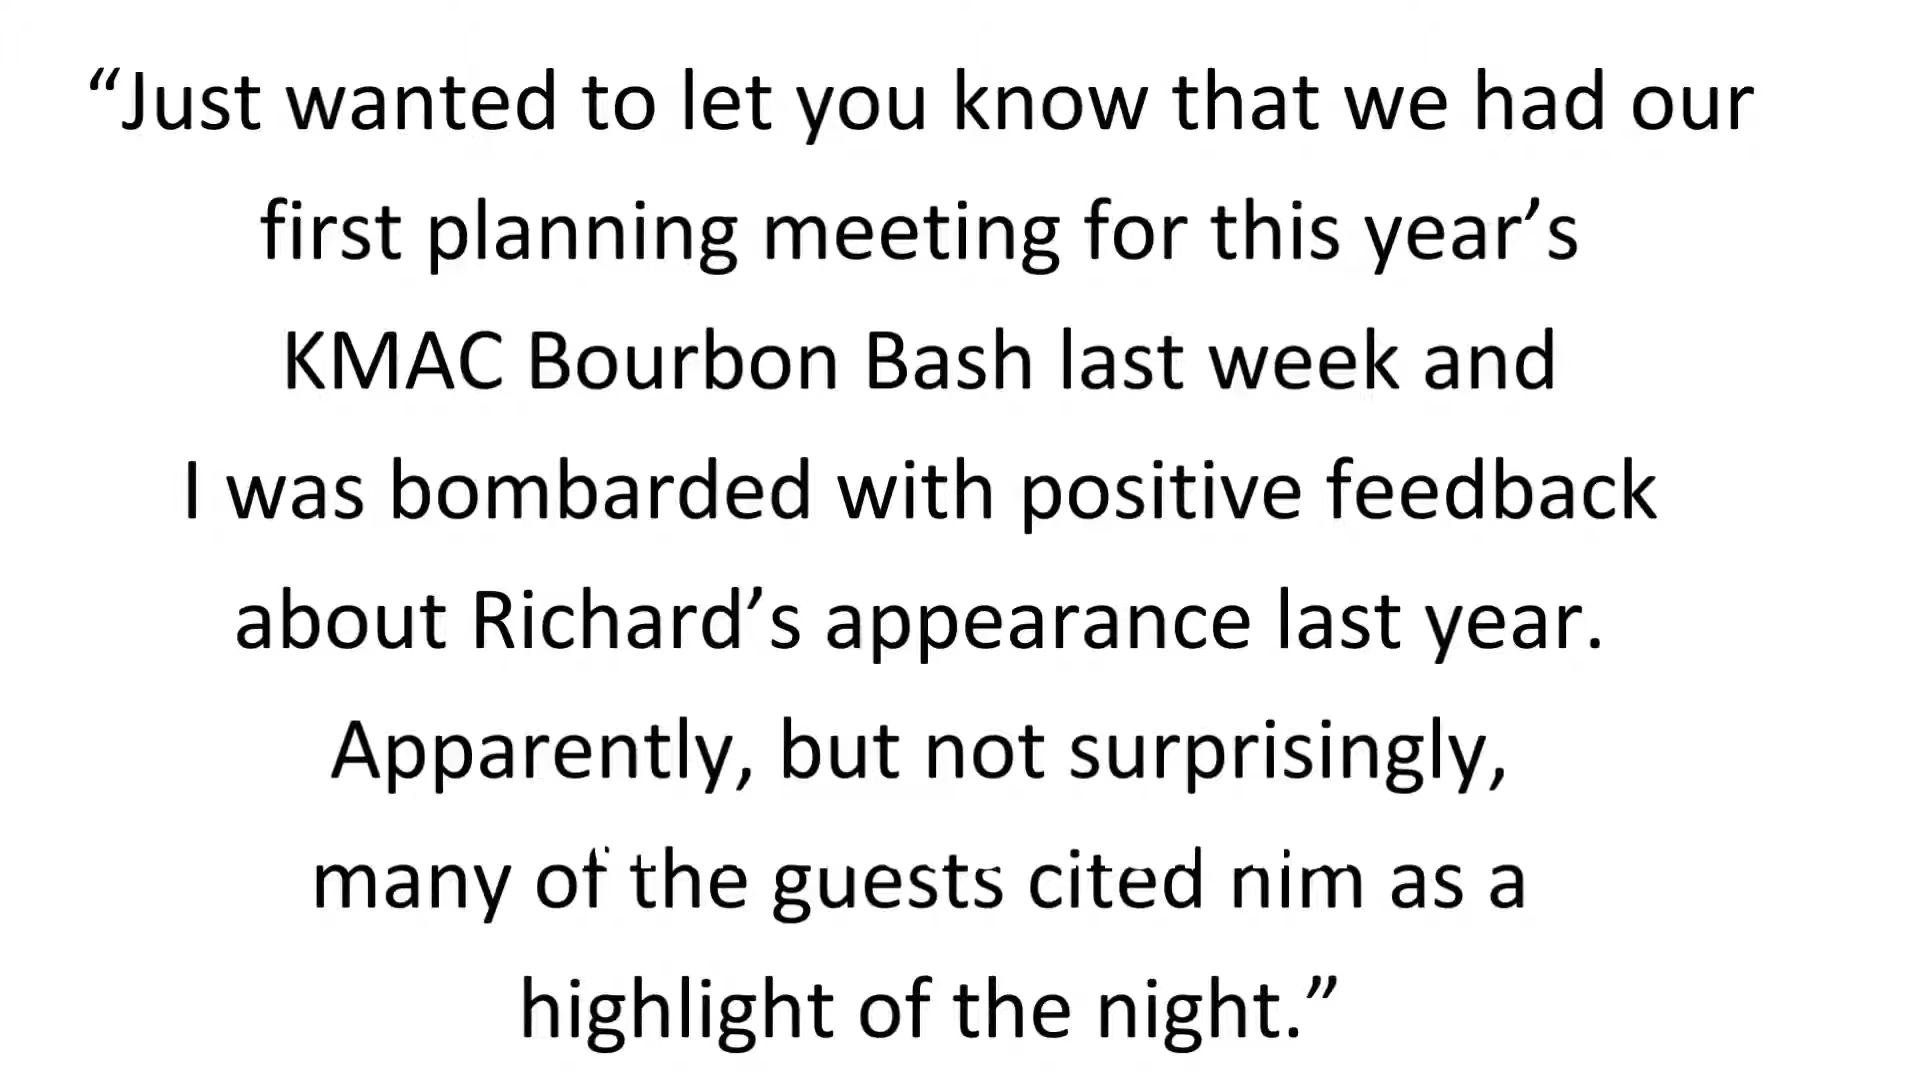 “Just wanted to let you know that we had our
first planning meeting for this year’s
KMAC Bourbon Bash last week and
I was bombarded with positive feedback
about Richard’s appearance last year.
Apparently, but not surprisingly,
many of the guests cited him as a
highlight of the night.”